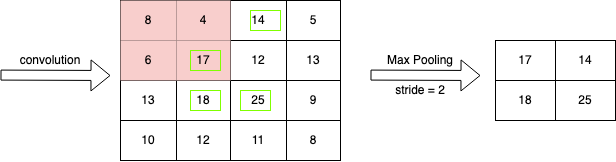 8 4 14 5
convolution
6 17 12 13
Max Pooling
17 14
stride = 2
13 18 25 9
18 25
10 12 11 8